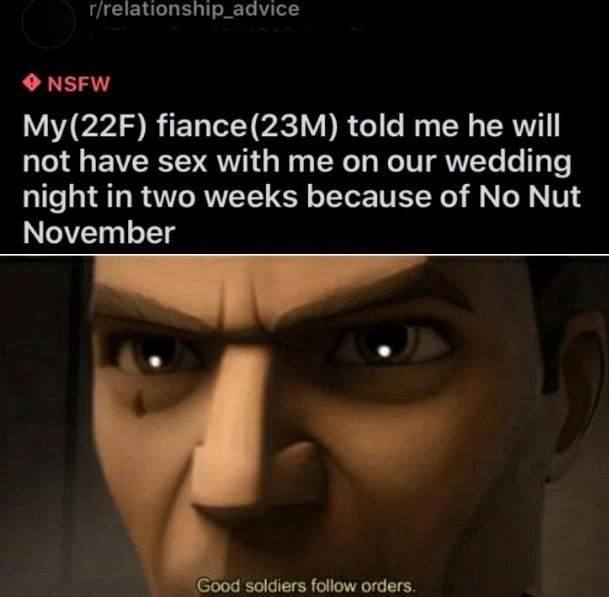 r/relationship_advice
NSFW
My(22F) fiance(23M) told me he will
not have sex with me on our wedding
night in two weeks because of No Nut
November
Good soldiers follow orders.